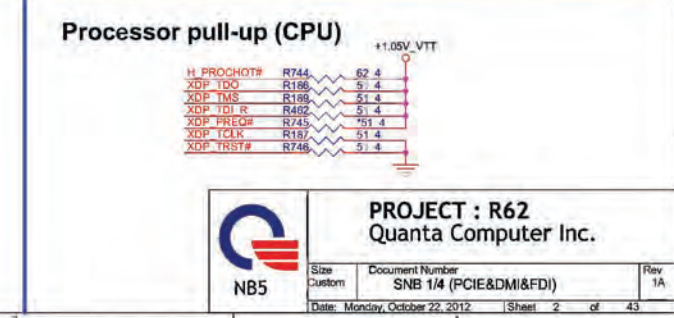 Processor pull-up (CPU)
+1.05V_VTT
H_PROCHOT# R744 62 4
XDP_TDO R186 51 4
XDP_TMS R189 51 4
XDP_TDI_R R462 51 4
XDP_PREQ# R745 *51 4
XDP_TCLK R187 51 4
XDP_TRST# R746 51 4
PROJECT : R62
Quanta Computer Inc.
NB5
Size Document Number Rev
Custom SNB 1/4 (PCIE&DMI&FDI) 1A
Date: Monday, October 22, 2012 Sheet 2 of 43